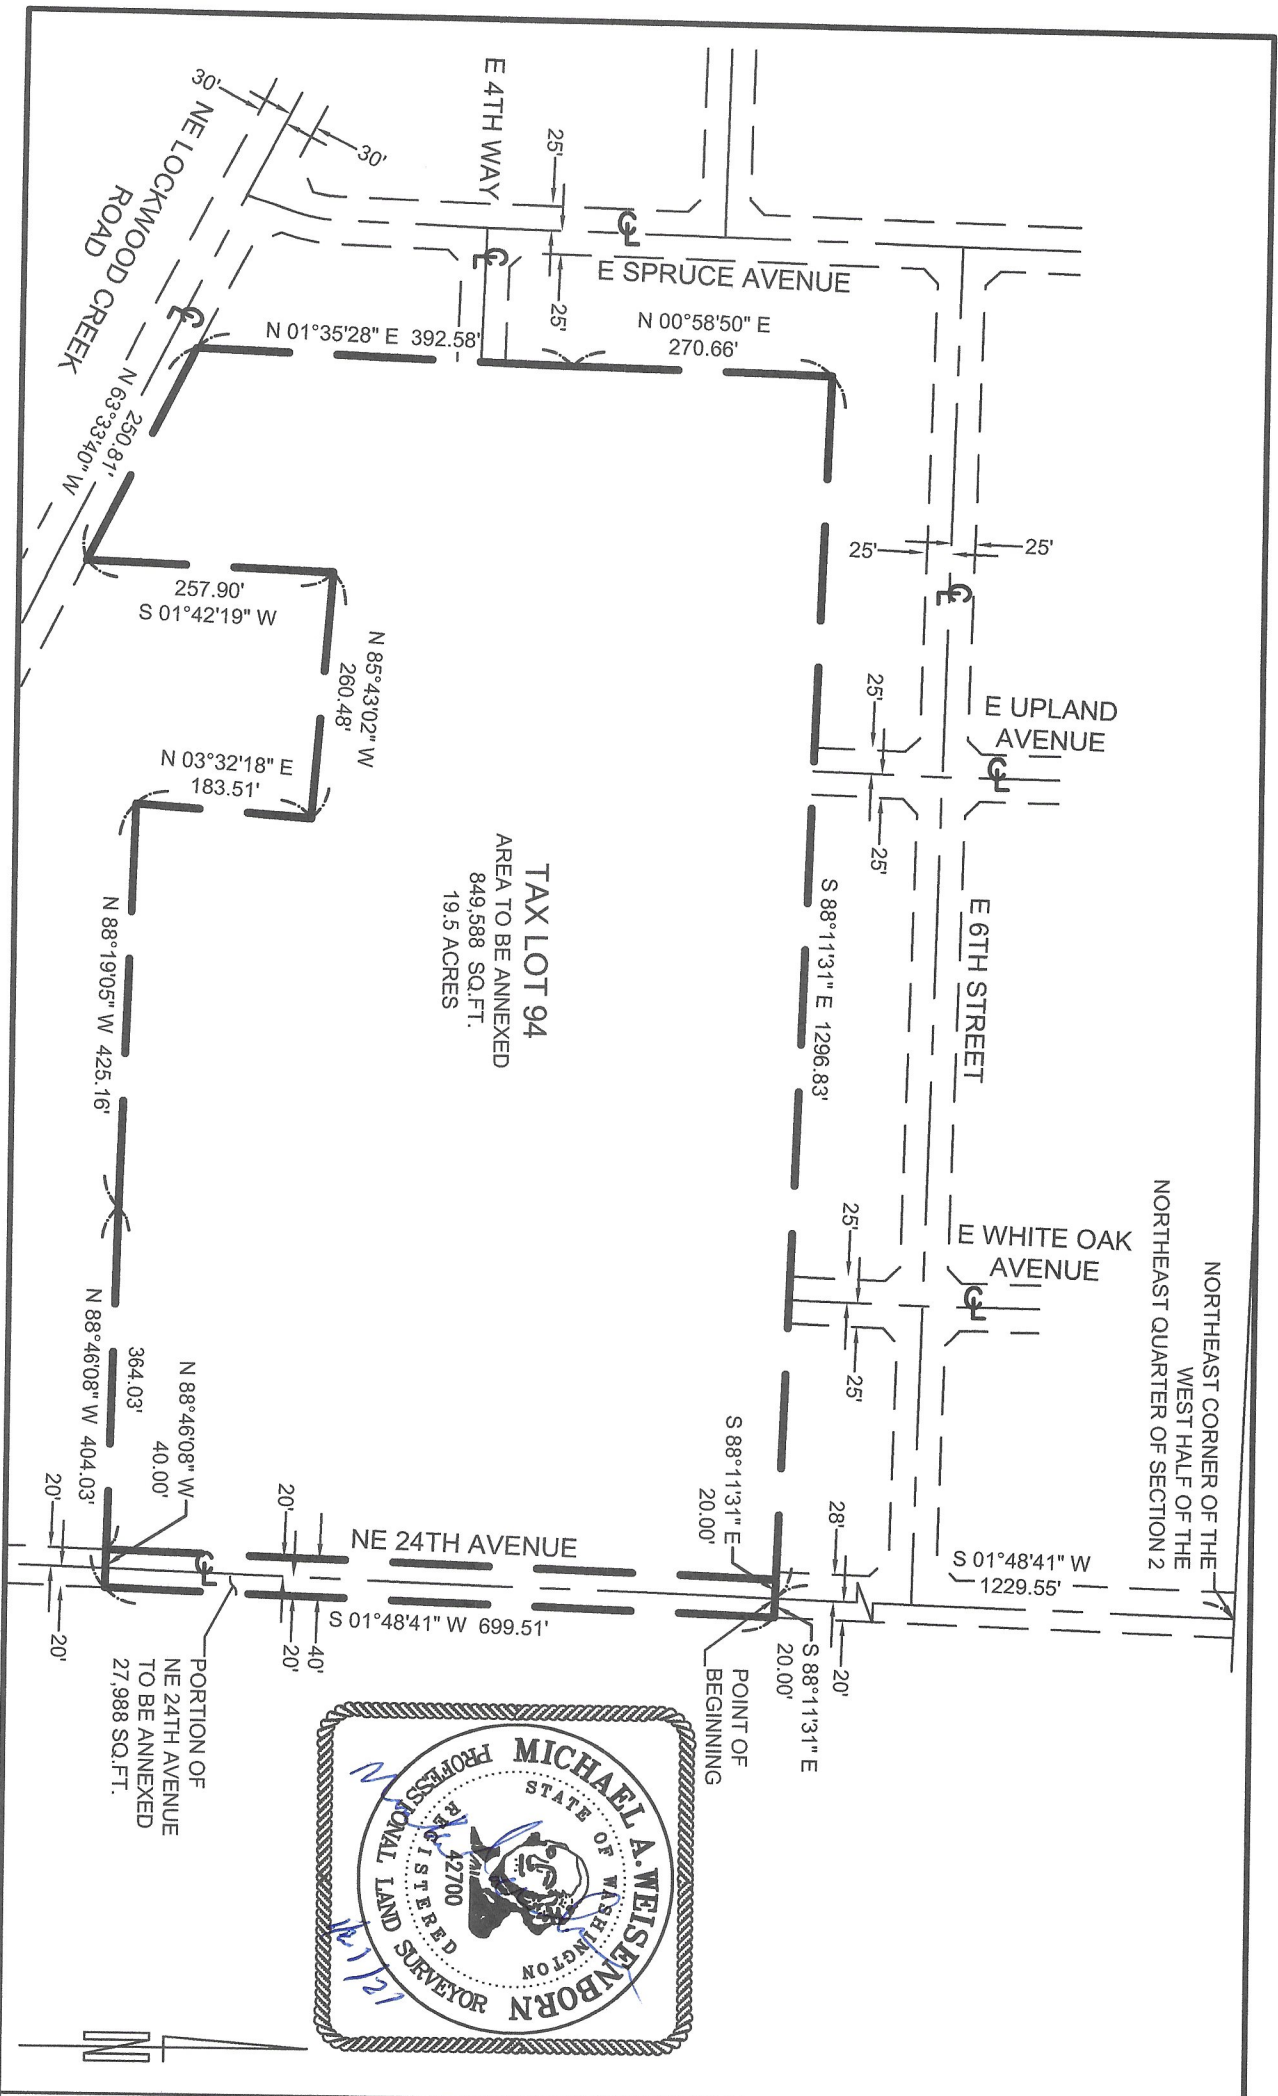 NORTHEAST CORNER OF THE
WEST HALF OF THE
NORTHEAST QUARTER OF SECTION 2
S 01°48'41" W
1229.55'
E UPLAND
AVENUE
E WHITE OAK
AVENUE
E 6TH STREET
25'
25'
25'
25'
25'
25'
28'
20'
E SPRUCE AVENUE
E 4TH WAY
25'
25'
30'
30'
NE LOCKWOOD CREEK
ROAD
N 00°58'50" E
270.66'
N 01°35'28" E 392.58'
S 88°11'31" E 1296.83'
S 88°11'31" E
20.00'
S 88°11'31" E
20.00'
POINT OF
BEGINNING
TAX LOT 94
AREA TO BE ANNEXED
849,588 SQ.FT.
19.5 ACRES
250.81'
N 63°33'40" W
257.90'
S 01°42'19" W
N 85°43'02" W
260.48'
N 03°32'18" E
183.51'
N 88°19'05" W 425.16'
364.03'
N 88°46'08" W 404.03'
N 88°46'08" W
40.00'
NE 24TH AVENUE
S 01°48'41" W 699.51'
20'
40'
20'
20'
20'
PORTION OF
NE 24TH AVENUE
TO BE ANNEXED
27,988 SQ.FT.
MICHAEL A. WEISENBORN
STATE OF WASHINGTON
42700
REGISTERED
PROFESSIONAL LAND SURVEYOR
N